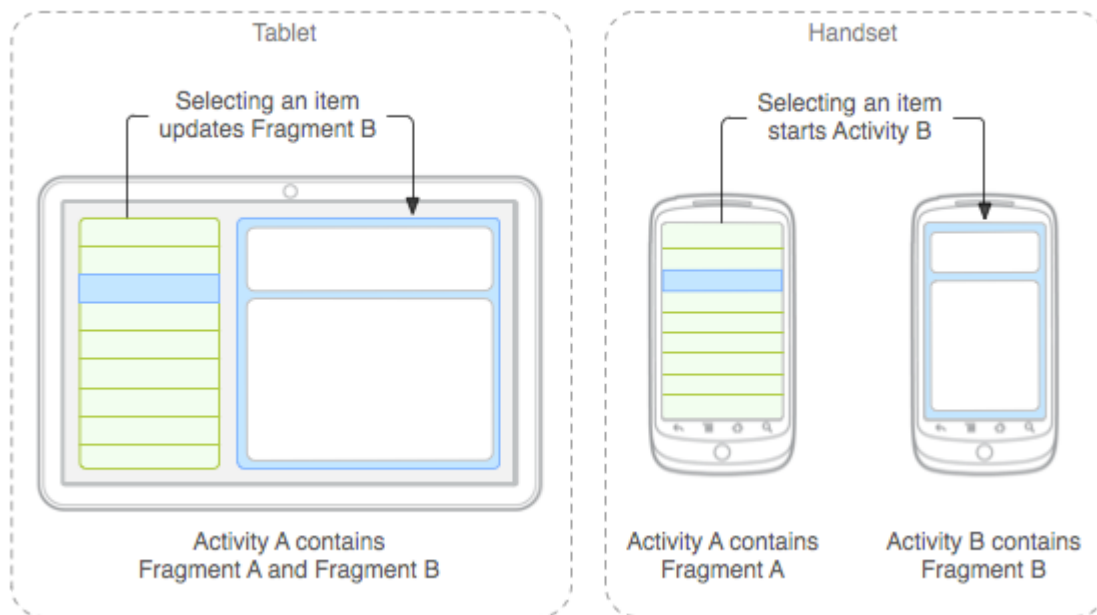 Tablet
Selecting an item
updates Fragment B
Activity A contains
Fragment A and Fragment B
Handset
Selecting an item
starts Activity B
Activity A contains
Fragment A
Activity B contains
Fragment B